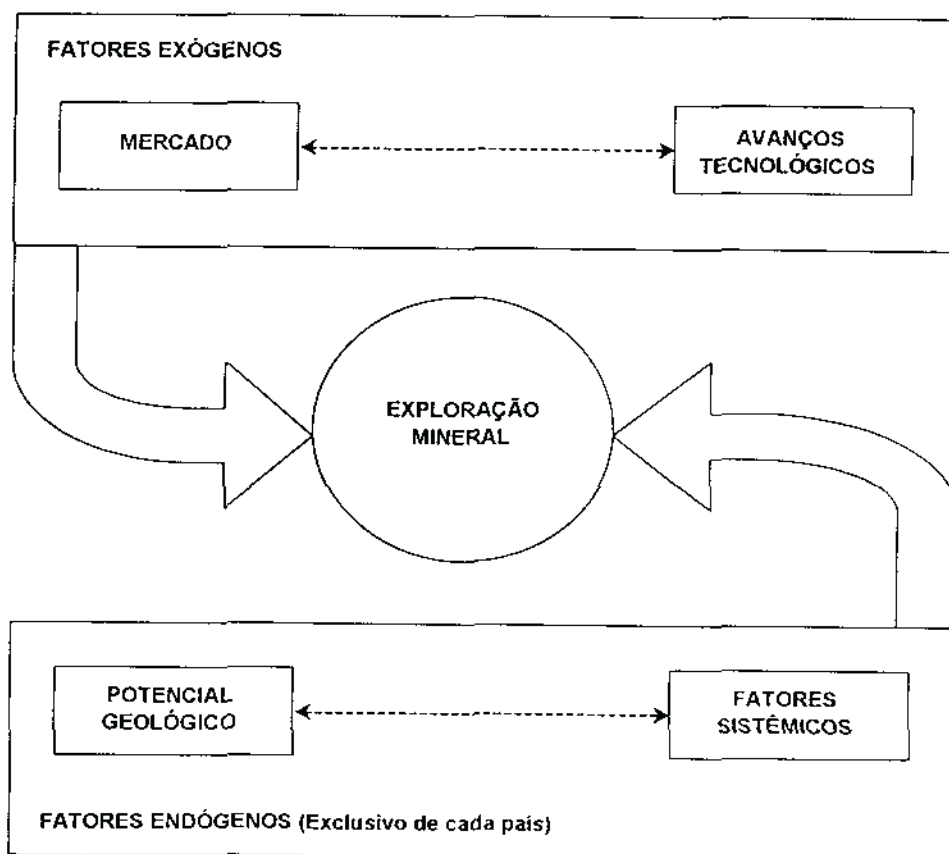 FATORES EXÓGENOS
MERCADO
AVANÇOS
TECNOLÓGICOS
EXPLORAÇÃO
MINERAL
POTENCIAL
GEOLÓGICO
FATORES
SISTÊMICOS
FATORES ENDÓGENOS (Exclusivo de cada país)